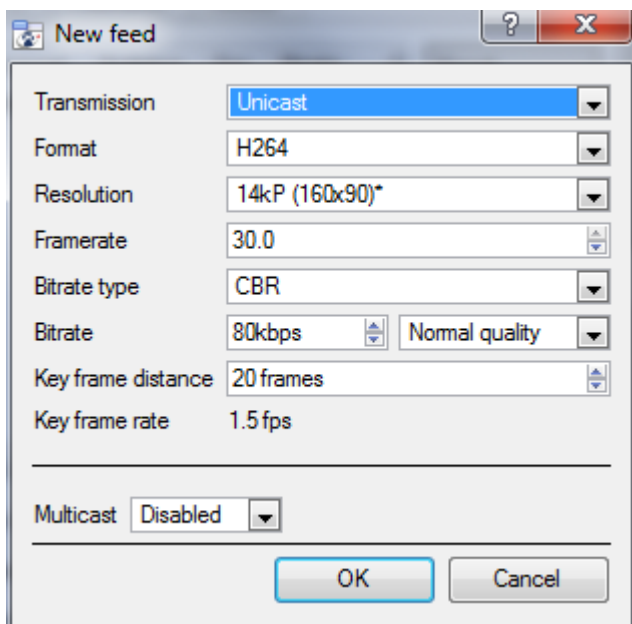 New feed
Transmission Unicast
Format H264
Resolution 14kP (160x90)*
Framerate 30.0
Bitrate type CBR
Bitrate 80kbps Normal quality
Key frame distance 20 frames
Key frame rate 1.5 fps
Multicast Disabled
OK Cancel